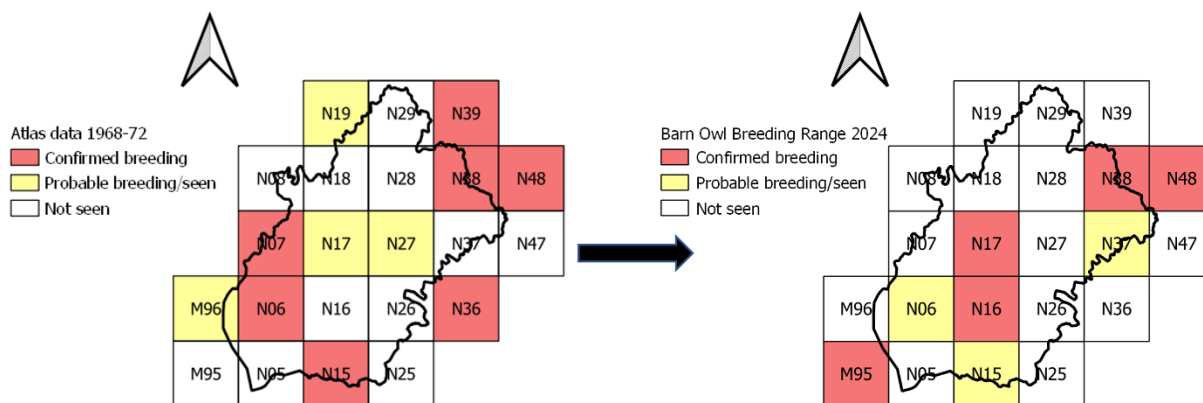 Atlas data 1968-72
Confirmed breeding
Probable breeding/seen
Not seen
N19 N29 N39
N08 N18 N28 N38 N48
N07 N17 N27 N37 N47
M96 N06 N16 N26 N36
M95 N05 N15 N25
Barn Owl Breeding Range 2024
Confirmed breeding
Probable breeding/seen
Not seen
N19 N29 N39
N08 N18 N28 N38 N48
N07 N17 N27 N37 N47
M96 N06 N16 N26 N36
M95 N05 N15 N25